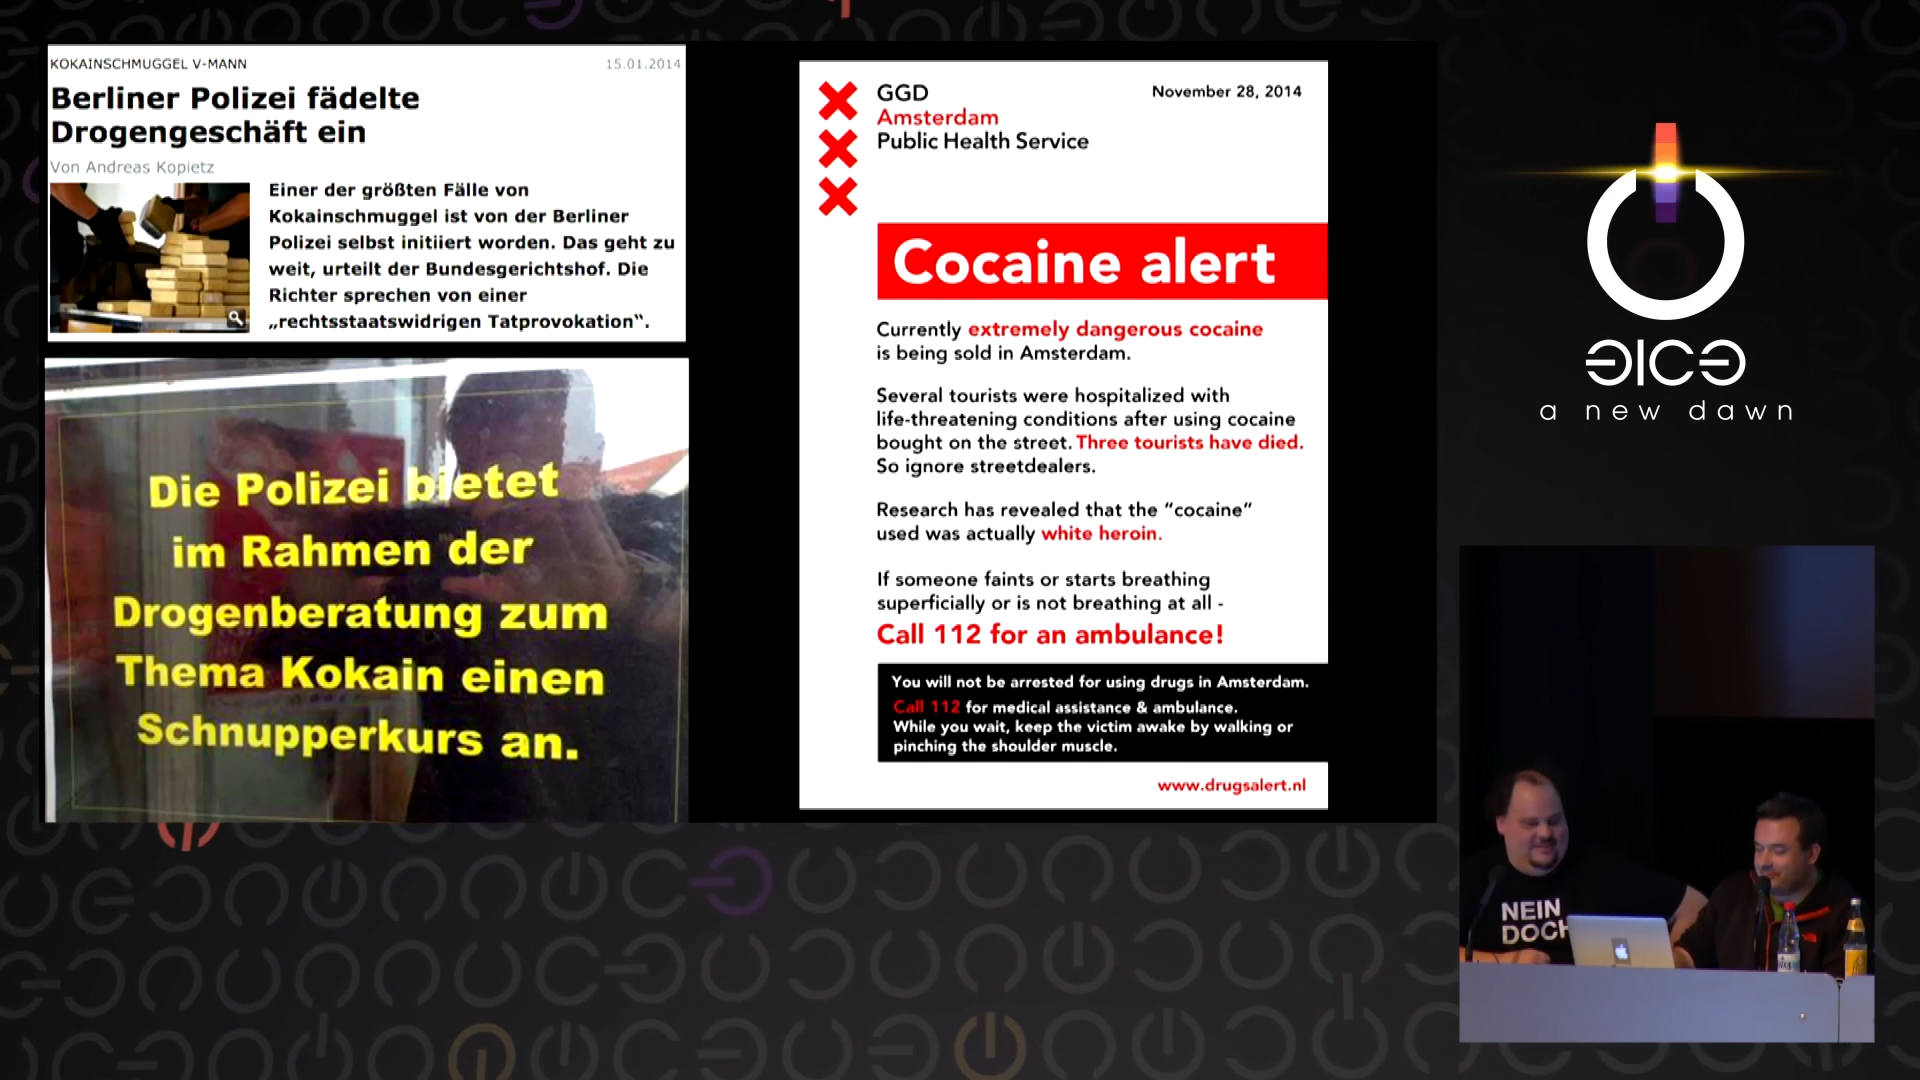 KOKAINSCHMUGGEL V-MANN
15.01.2014
Berliner Polizei fädelte
Drogengeschäft ein
Von Andreas Kopietz
Einer der größten Fälle von
Kokainschmuggel ist von der Berliner
Polizei selbst initiiert worden. Das geht zu
weit, urteilt der Bundesgerichtshof. Die
Richter sprechen von einer
„rechtsstaatswidrigen Tatprovokation“.
Die Polizei bietet
im Rahmen der
Drogenberatung zum
Thema Kokain einen
Schnupperkurs an.
GGD
Amsterdam
Public Health Service
November 28, 2014
Cocaine alert
Currently extremely dangerous cocaine
is being sold in Amsterdam.
Several tourists were hospitalized with
life-threatening conditions after using cocaine
bought on the street. Three tourists have died.
So ignore streetdealers.
Research has revealed that the “cocaine”
used was actually white heroin.
If someone faints or starts breathing
superficially or is not breathing at all -
Call 112 for an ambulance!
You will not be arrested for using drugs in Amsterdam.
Call 112 for medical assistance & ambulance.
While you wait, keep the victim awake by walking or
pinching the shoulder muscle.
www.drugsalert.nl
a new dawn
NEIN
DOCH